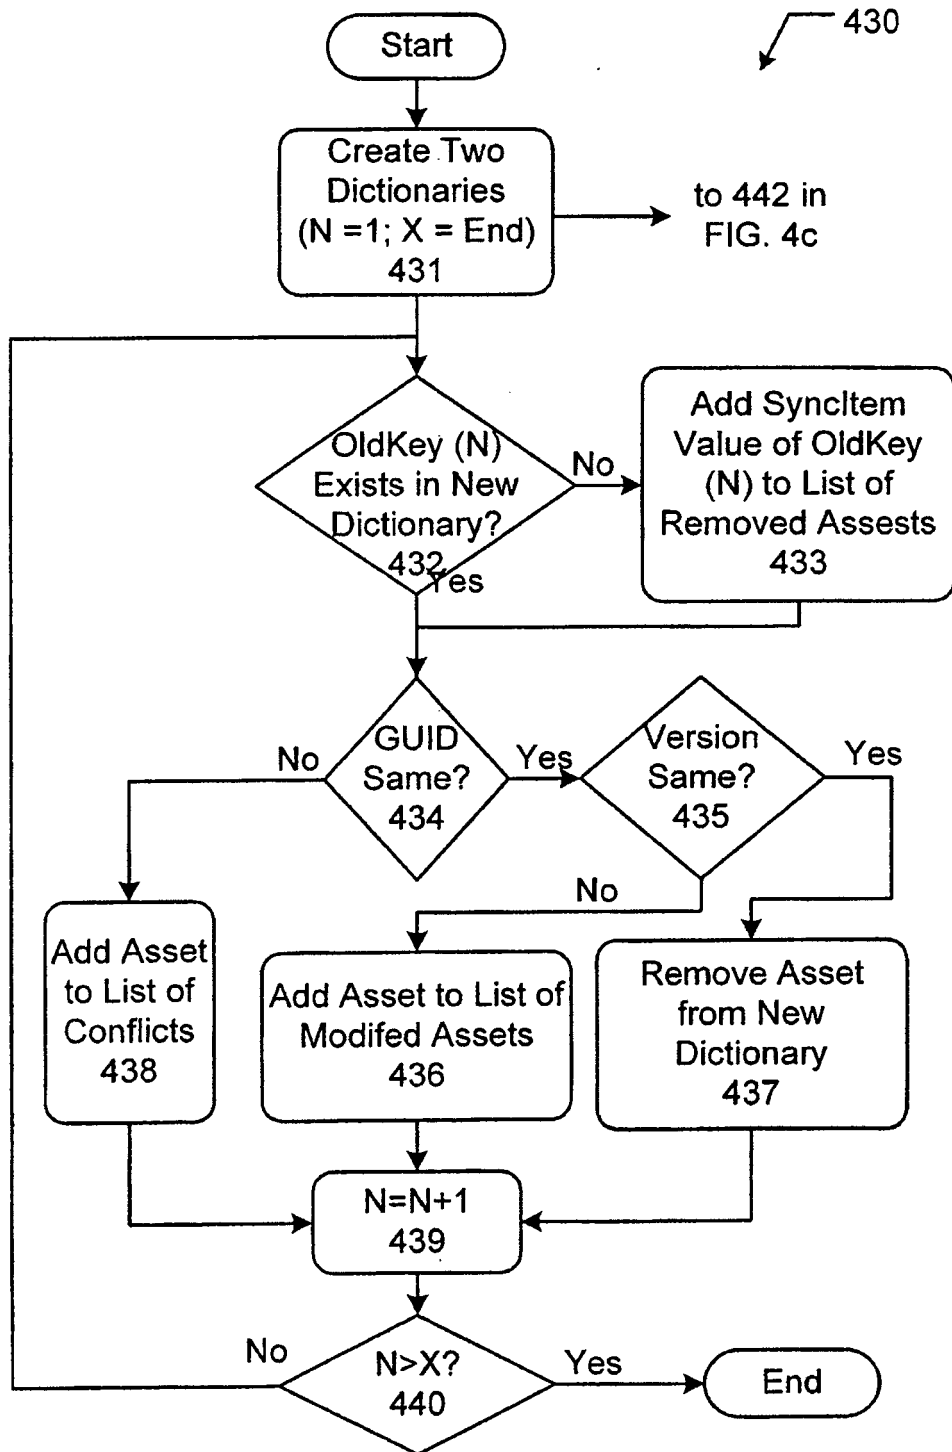 Start
430
Create Two
Dictionaries
(N =1; X = End)
431
to 442 in
FIG. 4c
OldKey (N)
Exists in New
Dictionary?
432
No
Yes
Add SyncItem
Value of OldKey
(N) to List of
Removed Assests
433
GUID
Same?
434
No
Yes
Version
Same?
435
Yes
No
Add Asset
to List of
Conflicts
438
Add Asset to List of
Modifed Assets
436
Remove Asset
from New
Dictionary
437
N=N+1
439
N>X?
440
No
Yes
End